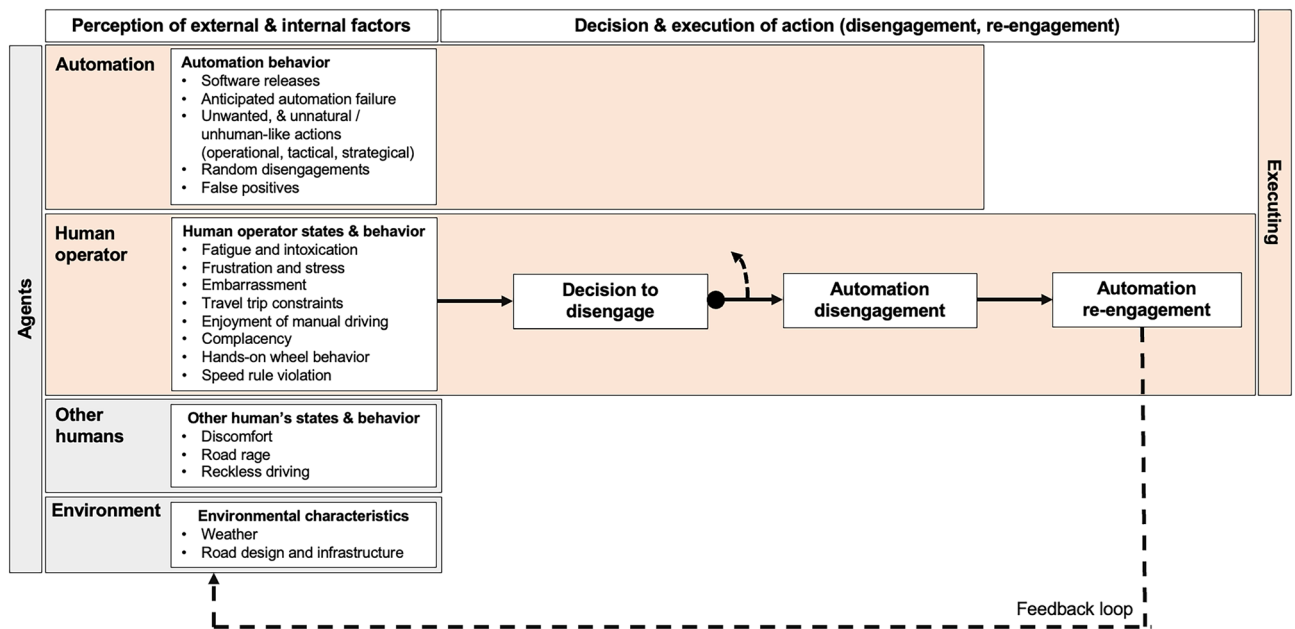 Perception of external & internal factors
Decision & execution of action (disengagement, re-engagement)
Agents
Executing
Automation
Automation behavior
• Software releases
• Anticipated automation failure
• Unwanted, & unnatural /
unhuman-like actions
(operational, tactical, strategical)
• Random disengagements
• False positives
Human
operator
Human operator states & behavior
• Fatigue and intoxication
• Frustration and stress
• Embarrassment
• Travel trip constraints
• Enjoyment of manual driving
• Complacency
• Hands-on wheel behavior
• Speed rule violation
Decision to
disengage
Automation
disengagement
Automation
re-engagement
Other
humans
Other human's states & behavior
• Discomfort
• Road rage
• Reckless driving
Environment
Environmental characteristics
• Weather
• Road design and infrastructure
Feedback loop